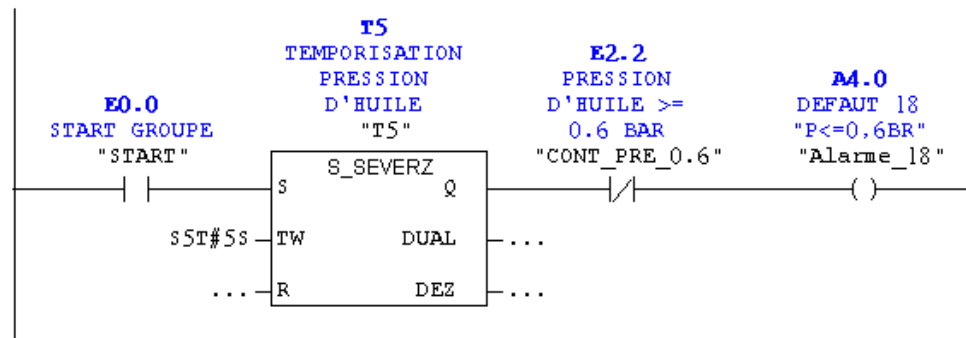 T5
TEMPORISATION
PRESSION
D'HUILE
"T5"
E2.2
PRESSION
D'HUILE >=
0.6 BAR
"CONT_PRE_0.6"
A4.0
DEFAUT 18
"P<=0,6BR"
"Alarme_18"
E0.0
START GROUPE
"START"
S_SEVERZ
S Q
S5T#5S TW DUAL ...
... R DEZ ...